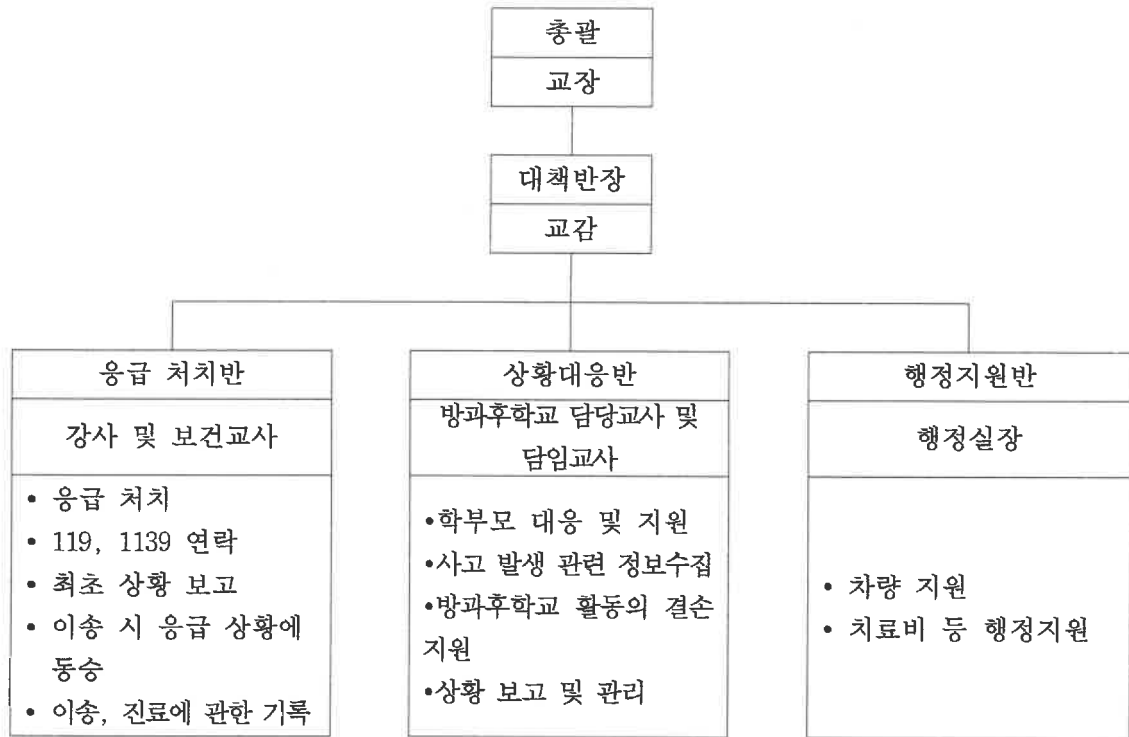 총괄
교장
대책반장
교감
응급 처치반
강사 및 보건교사
• 응급 처치
• 119, 1139 연락
• 최초 상황 보고
• 이송 시 응급 상황에
동승
• 이송, 진료에 관한 기록
상황대응반
방과후학교 담당교사 및
담임교사
•학부모 대응 및 지원
•사고 발생 관련 정보수집
•방과후학교 활동의 결손
지원
•상황 보고 및 관리
행정지원반
행정실장
• 차량 지원
• 치료비 등 행정지원